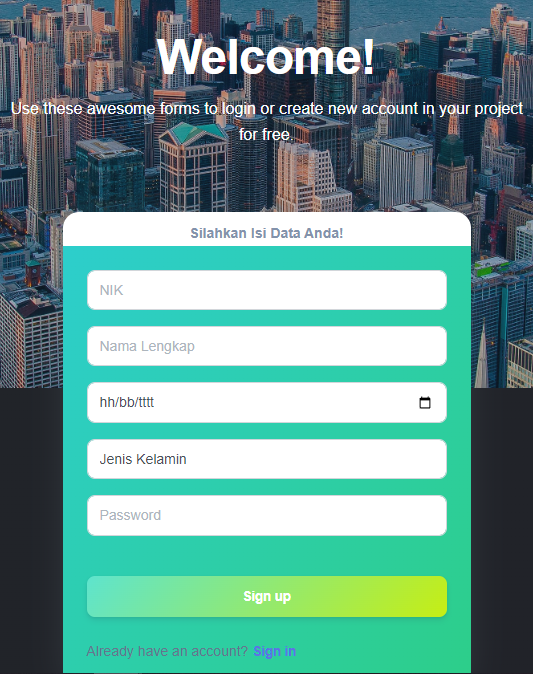 Welcome!
Use these awesome forms to login or create new account in your project
for free.
Silahkan Isi Data Anda!
NIK
Nama Lengkap
hh/bb/tttt
Jenis Kelamin
Password
Sign up
Already have an account? Sign in